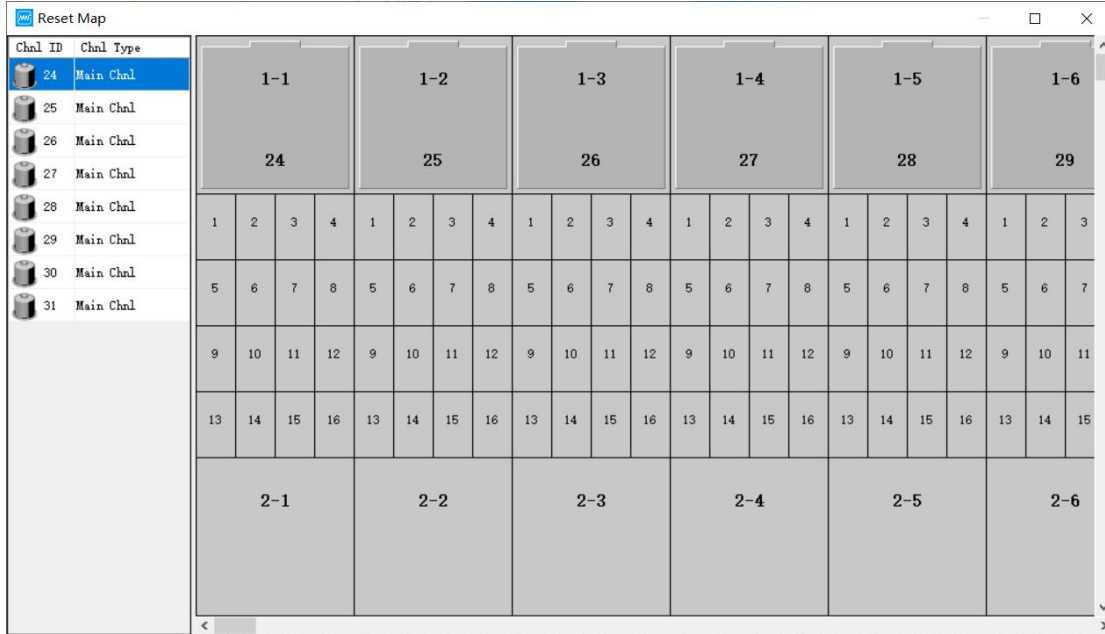 Reset Map
Chnl ID Chnl Type
24 Main Chnl
25 Main Chnl
26 Main Chnl
27 Main Chnl
28 Main Chnl
29 Main Chnl
30 Main Chnl
31 Main Chnl
1-1 1-2 1-3 1-4 1-5 1-6
24 25 26 27 28 29
1 2 3 4 1 2 3 4 1 2 3 4 1 2 3 4 1 2 3 4 1 2 3
5 6 7 8 5 6 7 8 5 6 7 8 5 6 7 8 5 6 7 8 5 6 7
9 10 11 12 9 10 11 12 9 10 11 12 9 10 11 12 9 10 11 12 9 10 11
13 14 15 16 13 14 15 16 13 14 15 16 13 14 15 16 13 14 15 16 13 14 15
2-1 2-2 2-3 2-4 2-5 2-6